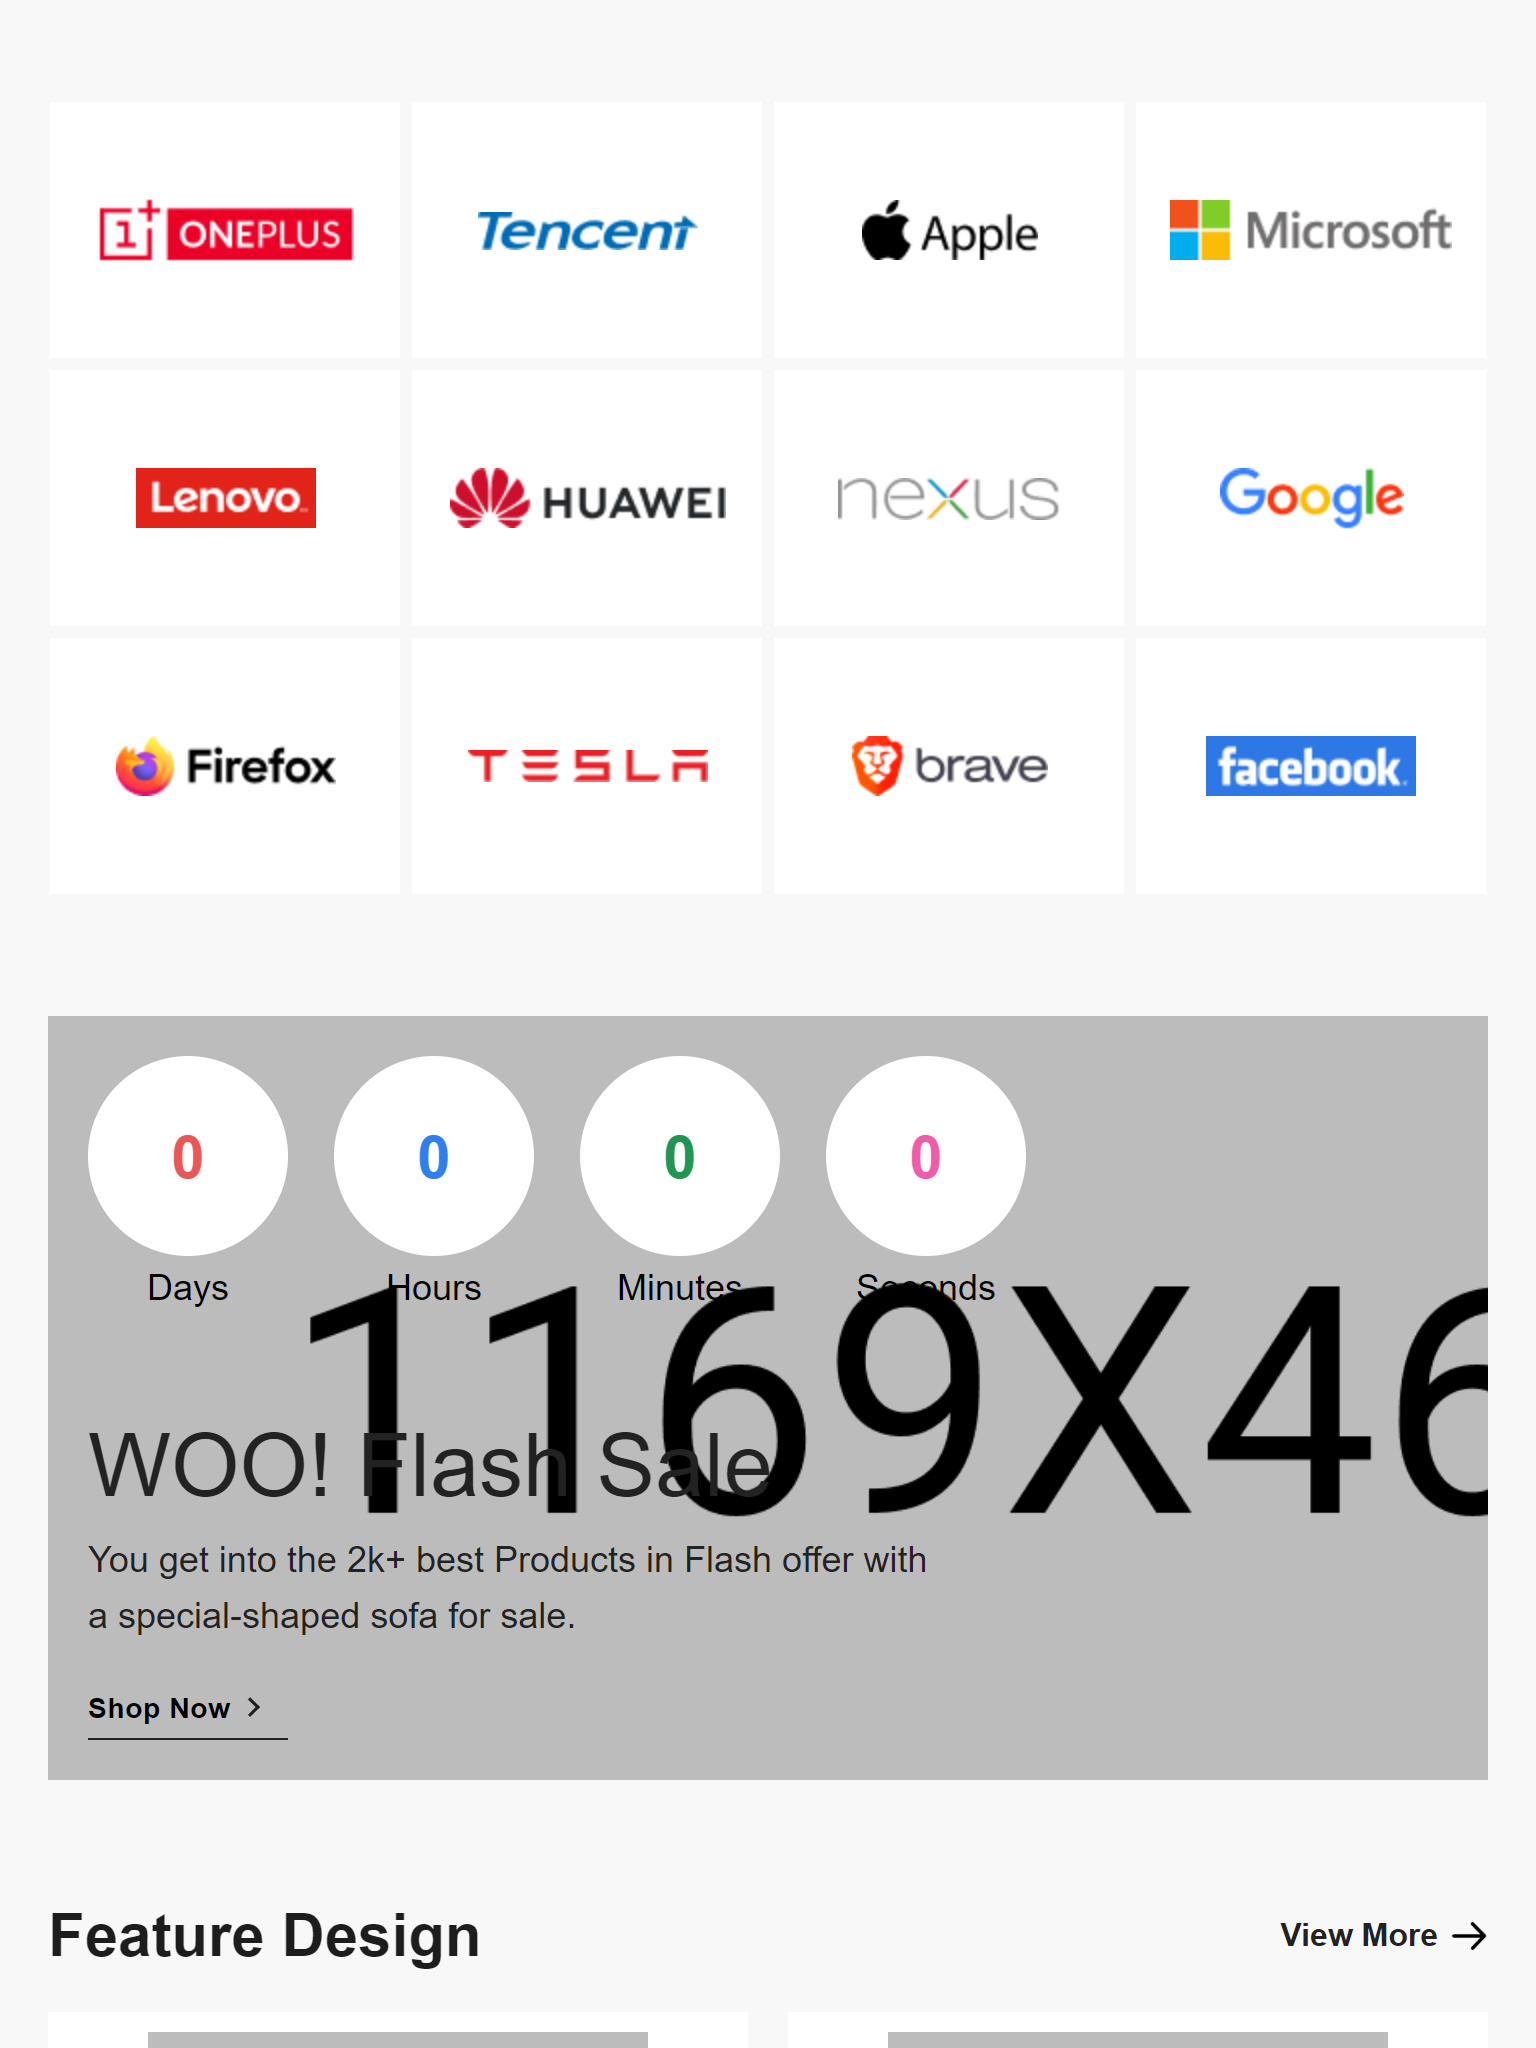 ONEPLUS
Tencent
Apple
Microsoft
Lenovo
HUAWEI
nexus
Google
Firefox
TESLA
brave
facebook
0 0 0 0
Days Hours Minutes Seconds
1169X46
WOO! Flash Sale
You get into the 2k+ best Products in Flash offer with
a special-shaped sofa for sale.
Shop Now
Feature Design
View More